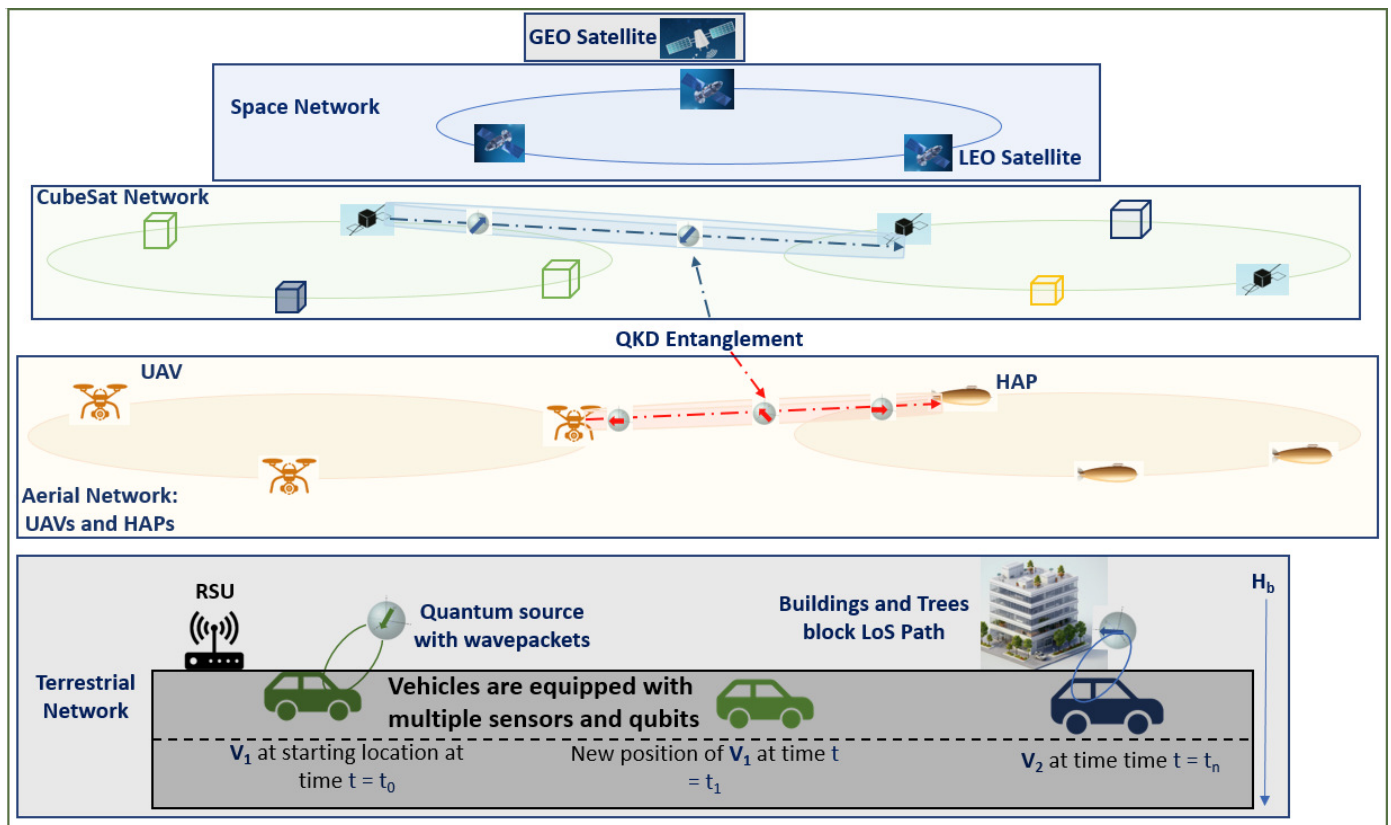 GEO Satellite
Space Network
LEO Satellite
CubeSat Network
QKD Entanglement
UAV
HAP
Aerial Network:
UAVs and HAPs
RSU
Quantum source
with wavepackets
Buildings and Trees
block LoS Path
H_b
Terrestrial
Network
Vehicles are equipped with
multiple sensors and qubits
V₁ at starting location at
time t = t₀
New position of V₁ at time t
= t₁
V₂ at time time t = tₙ